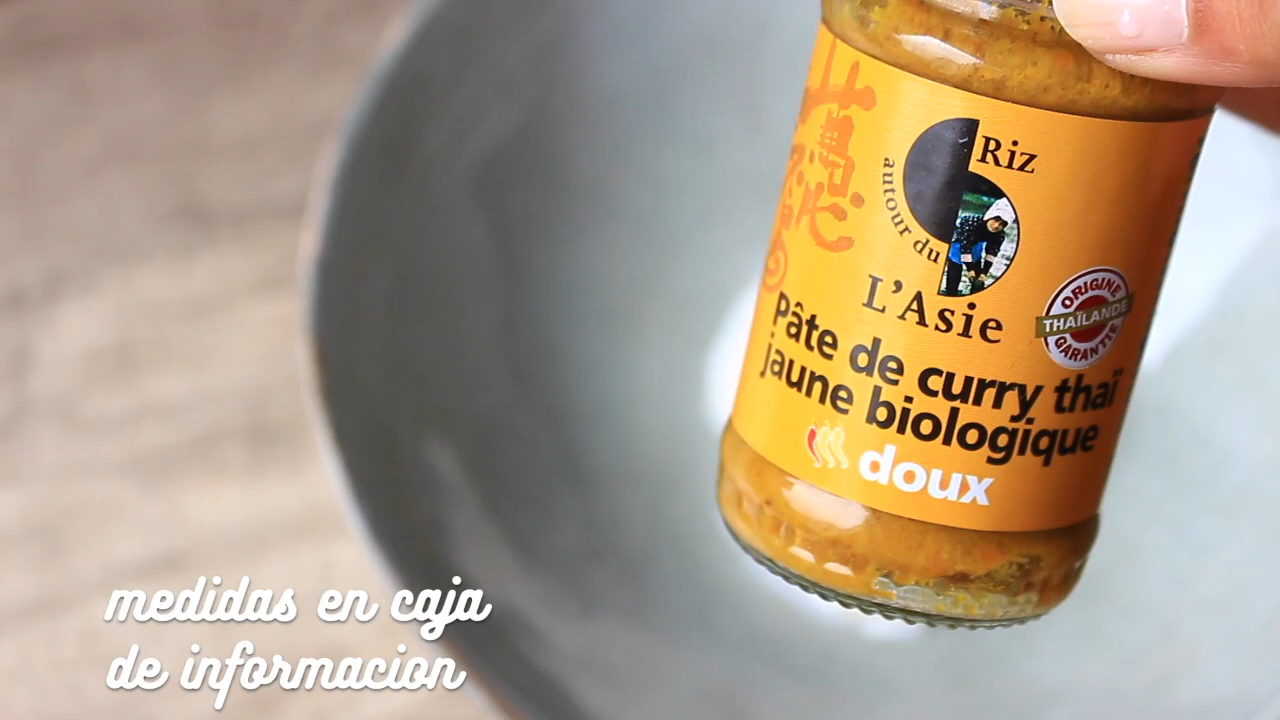 Riz
autour du
L'Asie
ORIGINE
THAÏLANDE
GARANTIE
Pâte de curry thaï
jaune biologique
doux
medidas en caja
de informacion